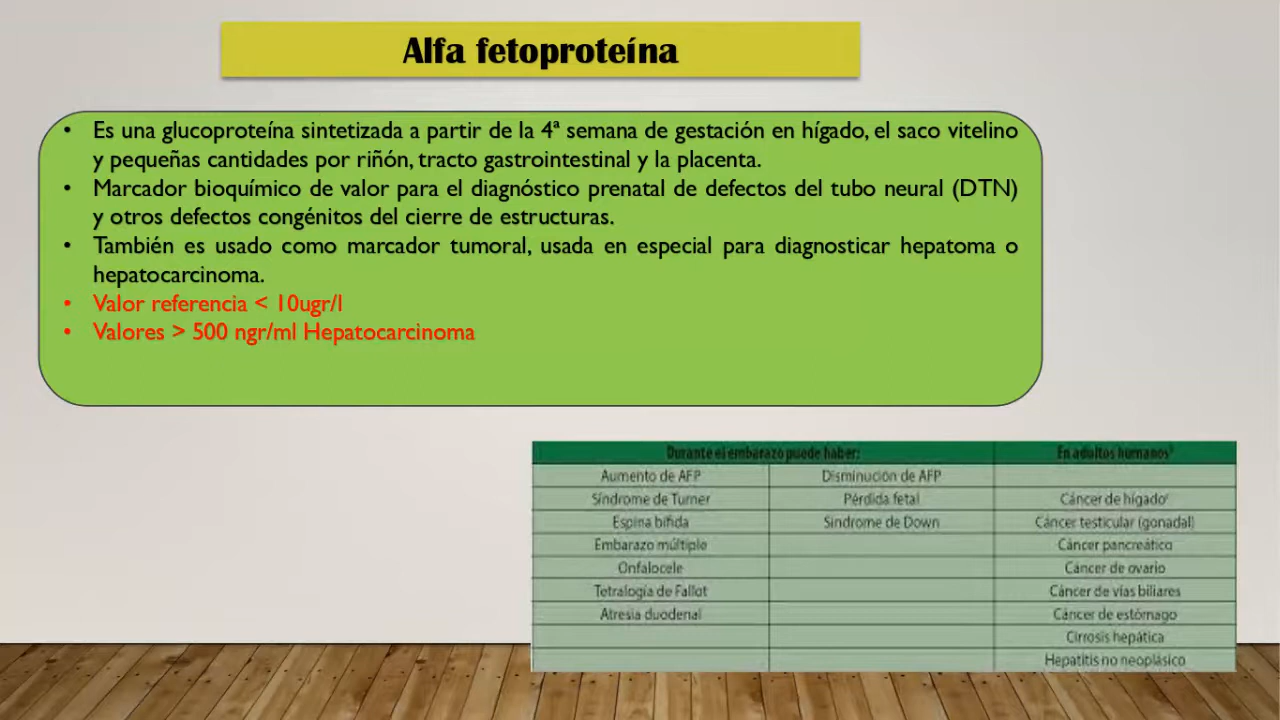 Alfa fetoproteína
• Es una glucoproteína sintetizada a partir de la 4ª semana de gestación en hígado, el saco vitelino
y pequeñas cantidades por riñón, tracto gastrointestinal y la placenta.
• Marcador bioquímico de valor para el diagnóstico prenatal de defectos del tubo neural (DTN)
y otros defectos congénitos del cierre de estructuras.
• También es usado como marcador tumoral, usada en especial para diagnosticar hepatoma o
hepatocarcinoma.
• Valor referencia < 10ugr/l
• Valores > 500 ngr/ml Hepatocarcinoma
Durante el embarazo puede haber: En adultos humanos
Aumento de AFP Disminución de AFP
Síndrome de Turner Pérdida fetal Cáncer de hígado
Espina bífida Síndrome de Down Cáncer testicular (gonadal)
Embarazo múltiple Cáncer pancreático
Onfalocele Cáncer de ovario
Tetralogía de Fallot Cáncer de vías biliares
Atresia duodenal Cáncer de estómago
Cirrosis hepática
Hepatitis no neoplásico